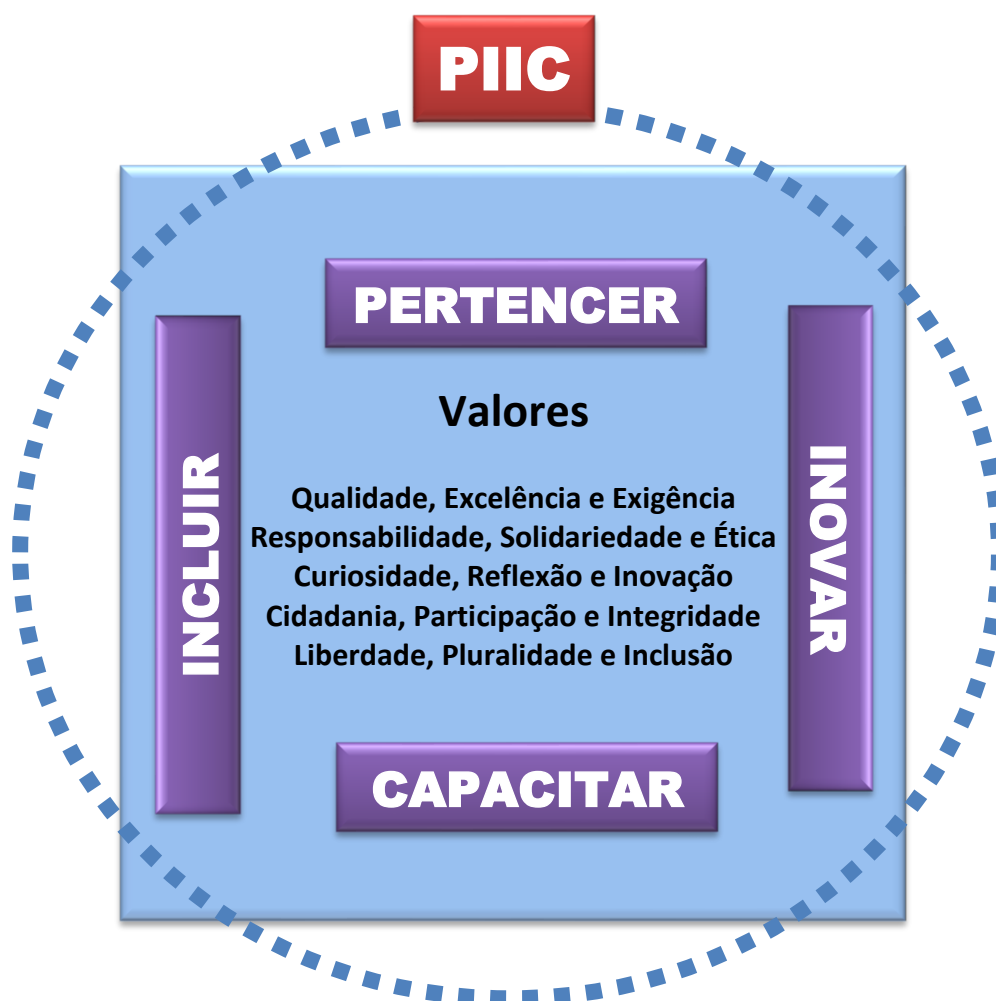 PIIC
PERTENCER
INCLUIR
Valores
Qualidade, Excelência e Exigência
Responsabilidade, Solidariedade e Ética
Curiosidade, Reflexão e Inovação
Cidadania, Participação e Integridade
Liberdade, Pluralidade e Inclusão
INOVAR
CAPACITAR